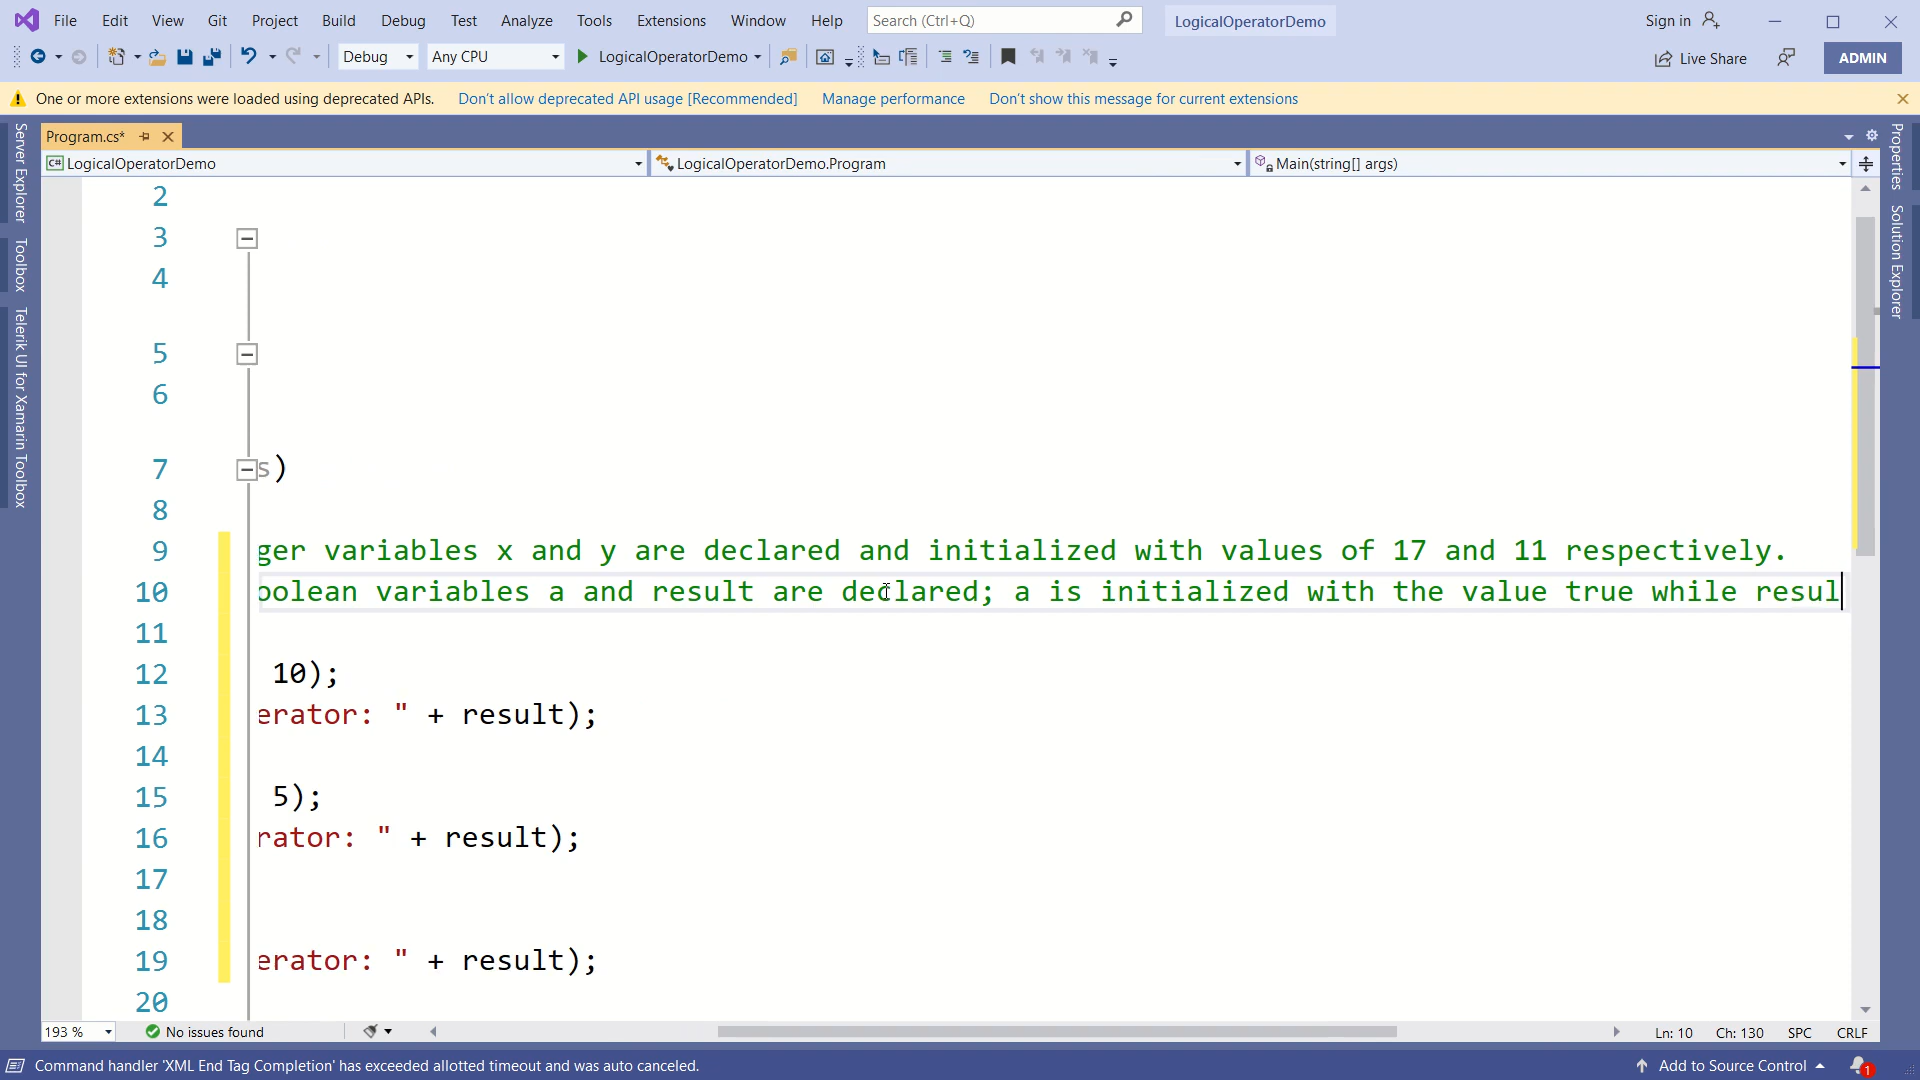 File Edit View Git Project Build Debug Test Analyze Tools Extensions Window Help Search (Ctrl+Q) LogicalOperatorDemo Sign in
Debug Any CPU LogicalOperatorDemo Live Share ADMIN
One or more extensions were loaded using deprecated APIs. Don't allow deprecated API usage [Recommended] Manage performance Don't show this message for current extensions
Server Explorer
Toolbox
Telerik UI for Xamarin Toolbox
Program.cs*
C# LogicalOperatorDemo LogicalOperatorDemo.Program Main(string[] args)
2
3
4
5
6
7 s)
8
9 ger variables x and y are declared and initialized with values of 17 and 11 respectively.
10 oolean variables a and result are declared; a is initialized with the value true while resul
11
12 10);
13 erator: " + result);
14
15 5);
16 rator: " + result);
17
18
19 erator: " + result);
20
Properties
Solution Explorer
193 % No issues found Ln: 10 Ch: 130 SPC CRLF
Command handler 'XML End Tag Completion' has exceeded allotted timeout and was auto canceled. Add to Source Control 1